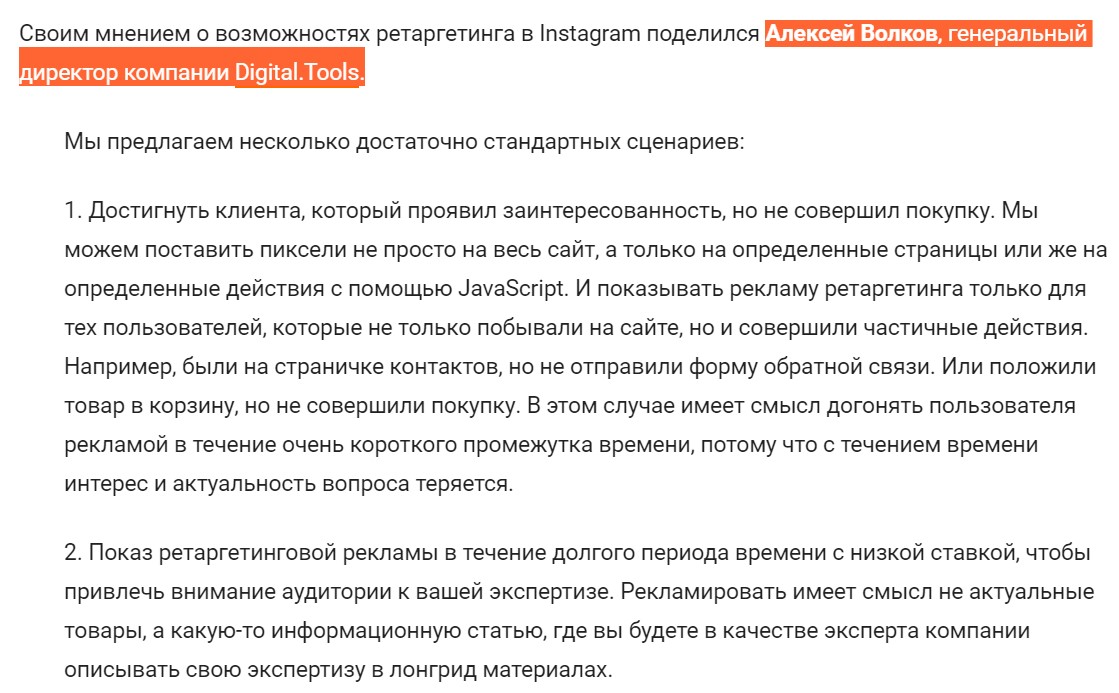 Своим мнением о возможностях ретаргетинга в Instagram поделился Алексей Волков, генеральный
директор компании Digital.Tools.
Мы предлагаем несколько достаточно стандартных сценариев:
1. Достигнуть клиента, который проявил заинтересованность, но не совершил покупку. Мы
можем поставить пиксели не просто на весь сайт, а только на определенные страницы или же на
определенные действия с помощью JavaScript. И показывать рекламу ретаргетинга только для
тех пользователей, которые не только побывали на сайте, но и совершили частичные действия.
Например, были на страничке контактов, но не отправили форму обратной связи. Или положили
товар в корзину, но не совершили покупку. В этом случае имеет смысл догонять пользователя
рекламой в течение очень короткого промежутка времени, потому что с течением времени
интерес и актуальность вопроса теряется.
2. Показ ретаргетинговой рекламы в течение долгого периода времени с низкой ставкой, чтобы
привлечь внимание аудитории к вашей экспертизе. Рекламировать имеет смысл не актуальные
товары, а какую-то информационную статью, где вы будете в качестве эксперта компании
описывать свою экспертизу в лонгрид материалах.